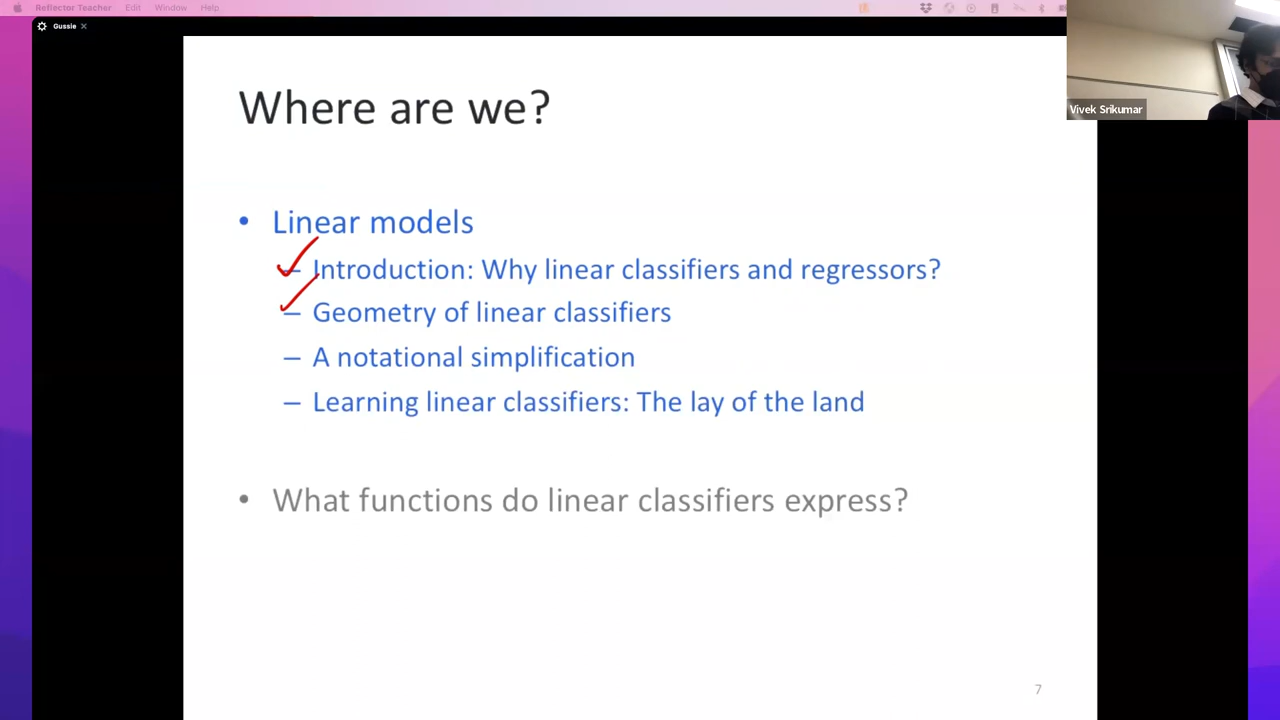 Reflector Teacher Edit Window Help
Gussie
Vivek Srikumar
Where are we?
• Linear models
– Introduction: Why linear classifiers and regressors?
– Geometry of linear classifiers
– A notational simplification
– Learning linear classifiers: The lay of the land
• What functions do linear classifiers express?
7